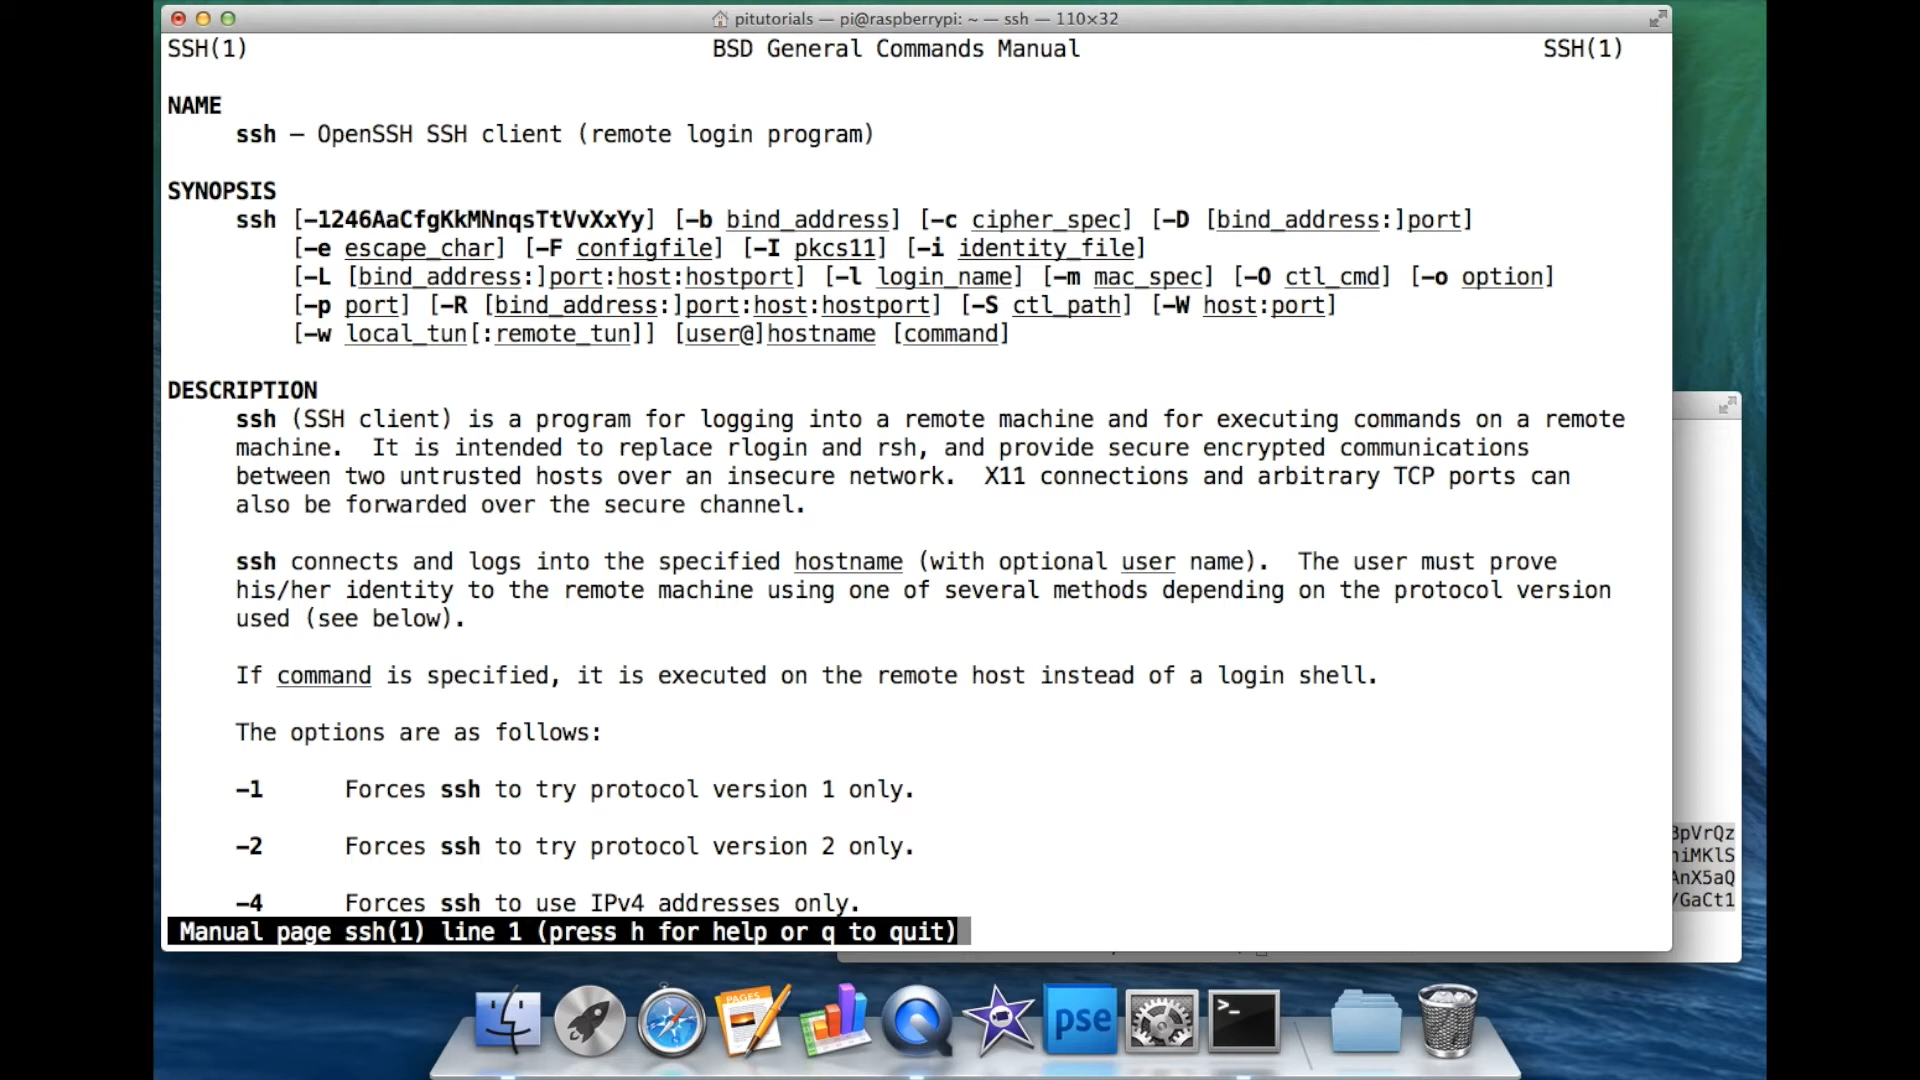 pitutorials — pi@raspberrypi: ~ — ssh — 110×32
SSH(1) BSD General Commands Manual SSH(1)
NAME
ssh — OpenSSH SSH client (remote login program)
SYNOPSIS
ssh [-1246AaCfgKkMNnqsTtVvXxYy] [-b bind_address] [-c cipher_spec] [-D [bind_address:]port]
[-e escape_char] [-F configfile] [-I pkcs11] [-i identity_file]
[-L [bind_address:]port:host:hostport] [-l login_name] [-m mac_spec] [-O ctl_cmd] [-o option]
[-p port] [-R [bind_address:]port:host:hostport] [-S ctl_path] [-W host:port]
[-w local_tun[:remote_tun]] [user@]hostname [command]
DESCRIPTION
ssh (SSH client) is a program for logging into a remote machine and for executing commands on a remote
machine. It is intended to replace rlogin and rsh, and provide secure encrypted communications
between two untrusted hosts over an insecure network. X11 connections and arbitrary TCP ports can
also be forwarded over the secure channel.
ssh connects and logs into the specified hostname (with optional user name). The user must prove
his/her identity to the remote machine using one of several methods depending on the protocol version
used (see below).
If command is specified, it is executed on the remote host instead of a login shell.
The options are as follows:
-1 Forces ssh to try protocol version 1 only.
-2 Forces ssh to try protocol version 2 only.
-4 Forces ssh to use IPv4 addresses only.
Manual page ssh(1) line 1 (press h for help or q to quit)
pVrQz
iMKlS
nX5aQ
/GaCt1
PAGES
pse
>_